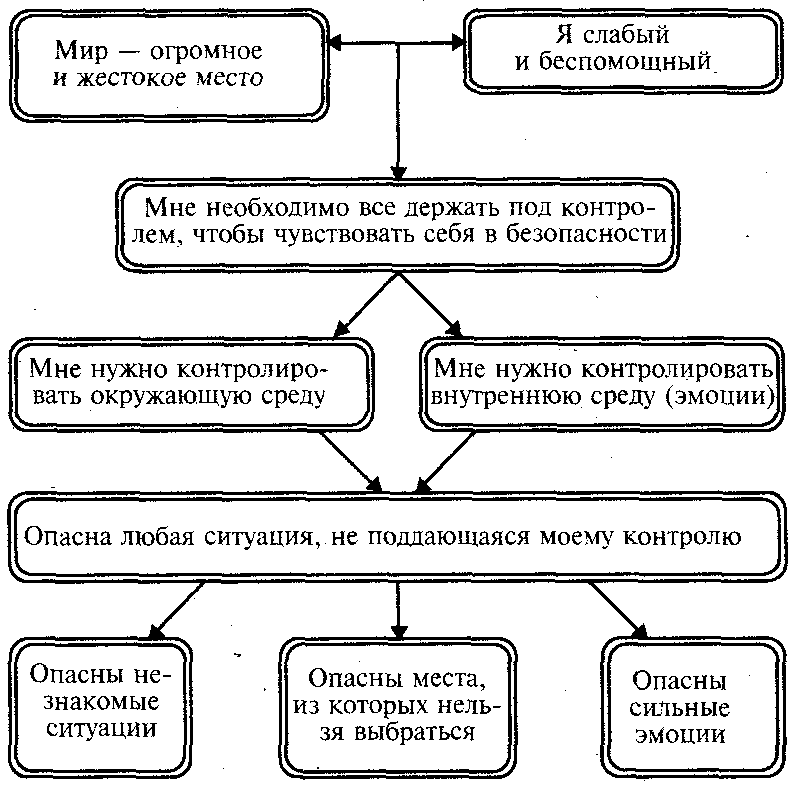 Мир — огромное
и жестокое место
Я слабый
и беспомощный
Мне необходимо все держать под контро-
лем, чтобы чувствовать себя в безопасности
Мне нужно контролиро-
вать окружающую среду
Мне нужно контролировать
внутреннюю среду (эмоции)
Опасна любая ситуация, не поддающаяся моему контролю
Опасны не-
знакомые
ситуации
Опасны места,
из которых нель-
зя выбраться
Опасны
сильные
эмоции